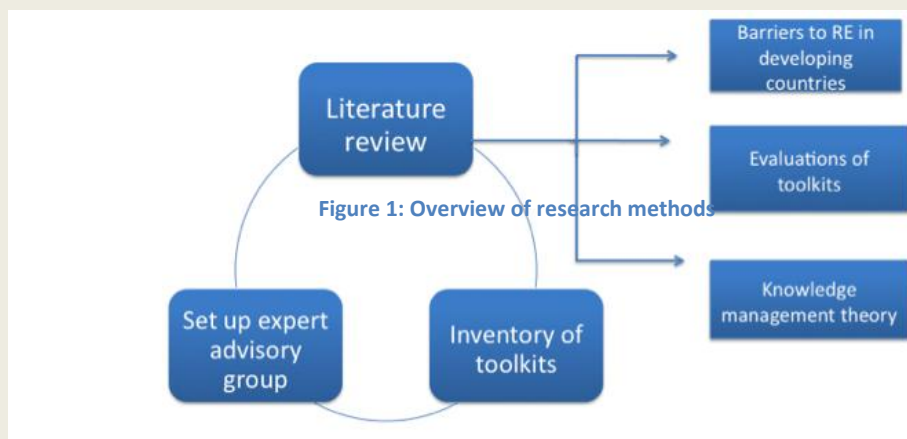 Literature
review
Figure 1: Overview of research methods
Set up expert
advisory
group
Inventory of
toolkits
Barriers to RE in
developing
countries
Evaluations of
toolkits
Knowledge
management theory